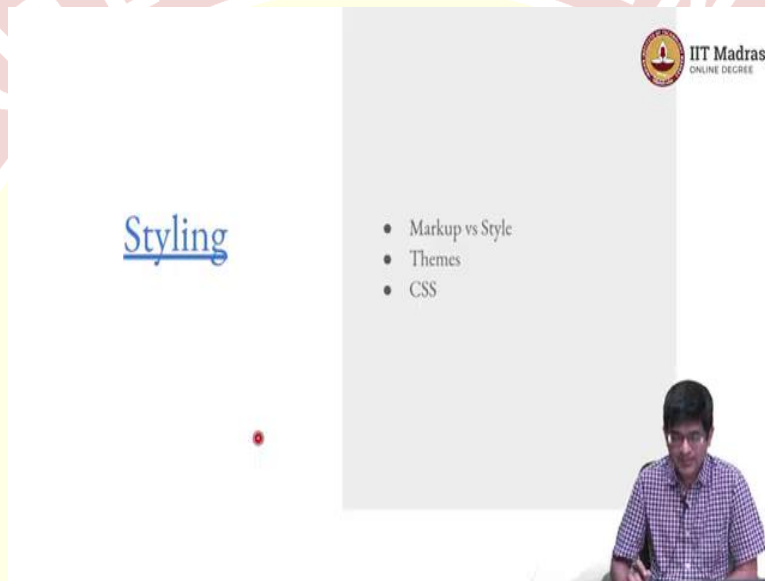 IIT Madras
ONLINE DEGREE
Styling
● Markup vs Style
● Themes
● CSS